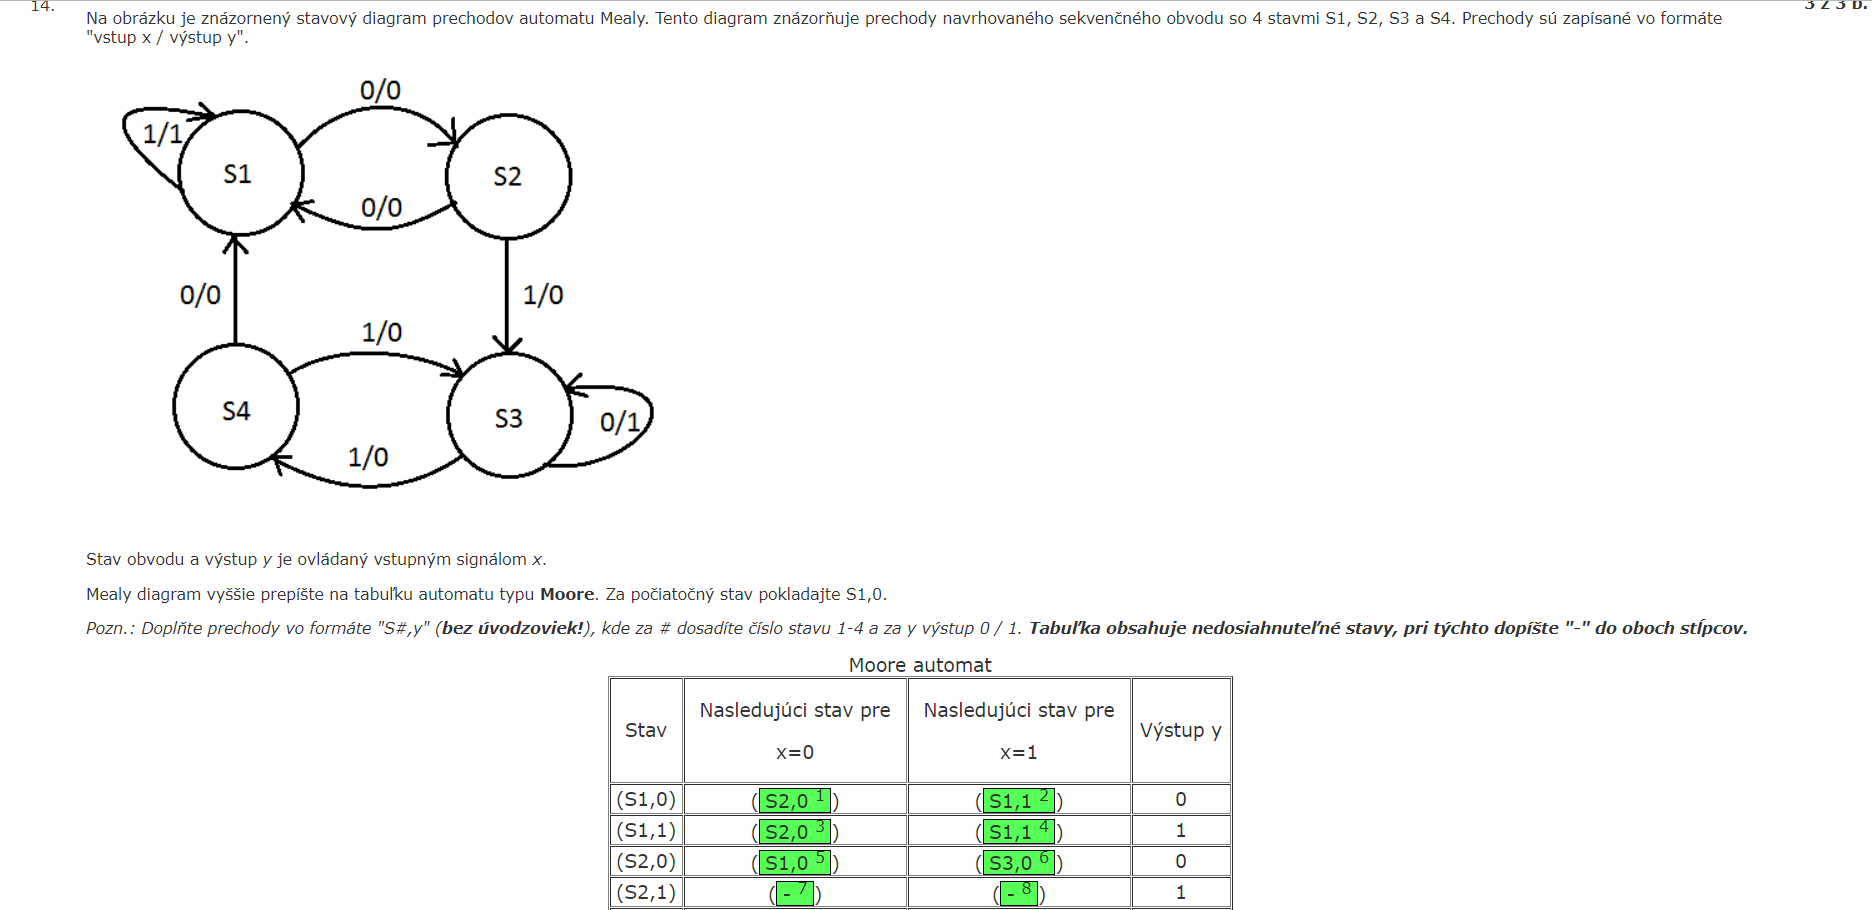 14.
3 z 3 b.
Na obrázku je znázornený stavový diagram prechodov automatu Mealy. Tento diagram znázorňuje prechody navrhovaného sekvenčného obvodu so 4 stavmi S1, S2, S3 a S4. Prechody sú zapísané vo formáte
"vstup x / výstup y".
0/0
1/1
S1
S2
0/0
0/0
1/0
1/0
S4
S3
0/1
1/0
Stav obvodu a výstup y je ovládaný vstupným signálom x.
Mealy diagram vyššie prepíšte na tabuľku automatu typu Moore. Za počiatočný stav pokladajte S1,0.
Pozn.: Doplňte prechody vo formáte "S#,y" (bez úvodzoviek!), kde za # dosadíte číslo stavu 1-4 a za y výstup 0 / 1. Tabuľka obsahuje nedosiahnuteľné stavy, pri týchto dopíšte "-" do oboch stĺpcov.
Moore automat
Stav Nasledujúci stav pre x=0 Nasledujúci stav pre x=1 Výstup y
(S1,0) (S2,0 1) (S1,1 2) 0
(S1,1) (S2,0 3) (S1,1 4) 1
(S2,0) (S1,0 5) (S3,0 6) 0
(S2,1) (- 7) (- 8) 1